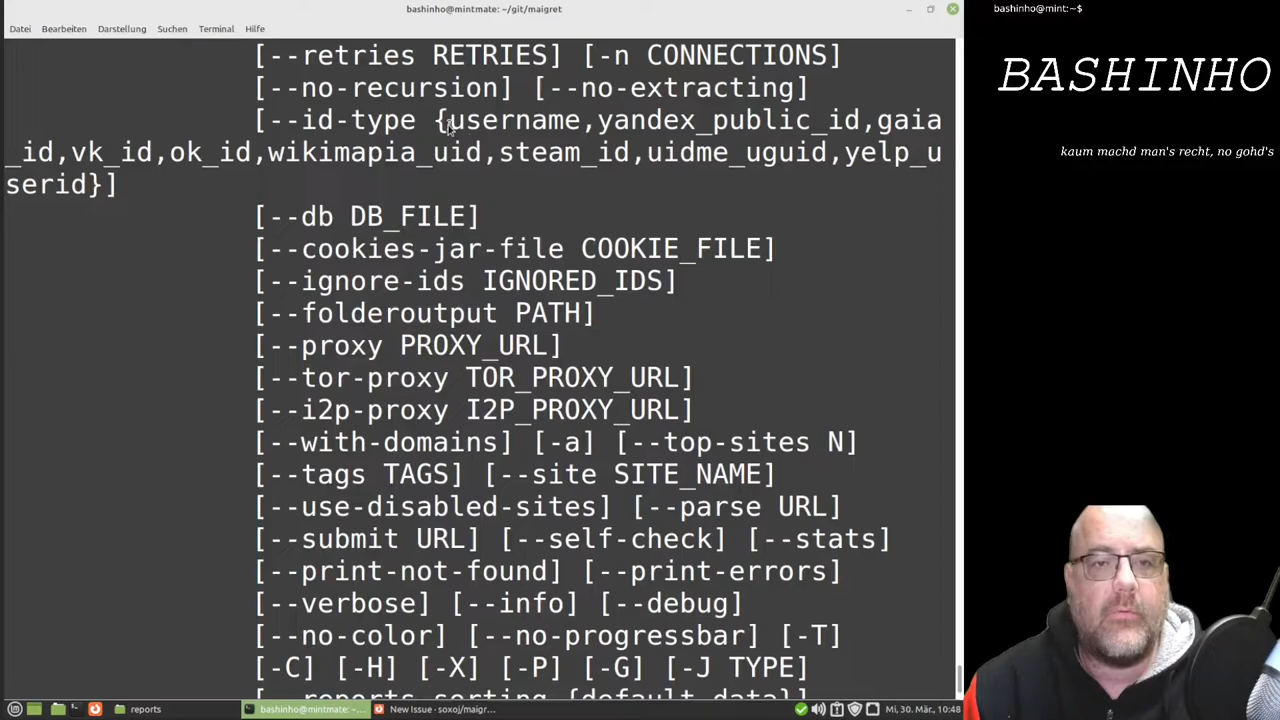 bashinho@mintmate: ~/git/maigret
bashinho@mint:~$
Datei Bearbeiten Darstellung Suchen Terminal Hilfe
[--retries RETRIES] [-n CONNECTIONS]
[--no-recursion] [--no-extracting]
[--id-type {username,yandex_public_id,gaia
_id,vk_id,ok_id,wikimapia_uid,steam_id,uidme_uguid,yelp_u
serid}]
[--db DB_FILE]
[--cookies-jar-file COOKIE_FILE]
[--ignore-ids IGNORED_IDS]
[--folderoutput PATH]
[--proxy PROXY_URL]
[--tor-proxy TOR_PROXY_URL]
[--i2p-proxy I2P_PROXY_URL]
[--with-domains] [-a] [--top-sites N]
[--tags TAGS] [--site SITE_NAME]
[--use-disabled-sites] [--parse URL]
[--submit URL] [--self-check] [--stats]
[--print-not-found] [--print-errors]
[--verbose] [--info] [--debug]
[--no-color] [--no-progressbar] [-T]
[-C] [-H] [-X] [-P] [-G] [-J TYPE]
[--reports-sorting {default,data}]
BASHINHO
kaum machd man's recht, no gohd's
reports
bashinho@mintmate: ~...
New Issue · soxoj/maigr...
Mi, 30. Mär., 10:48